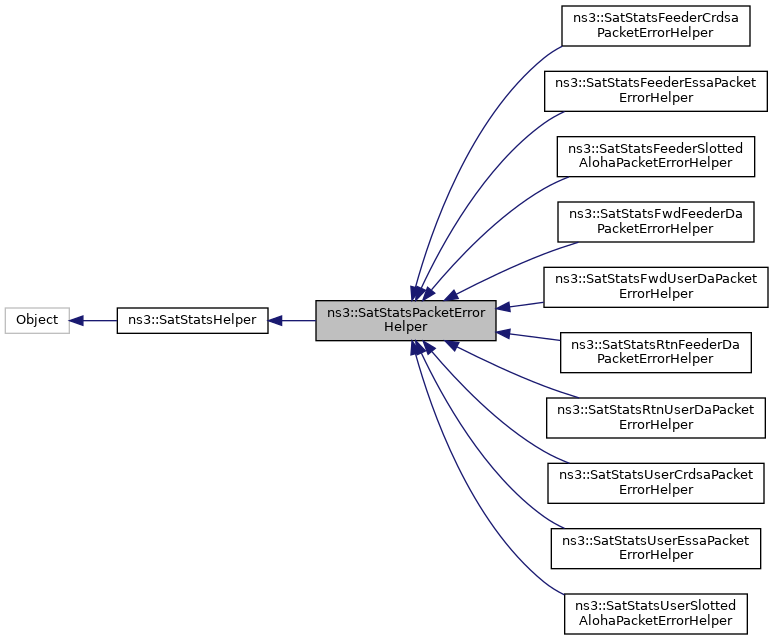 Object
ns3::SatStatsHelper
ns3::SatStatsPacketError
Helper
ns3::SatStatsFeederCrdsa
PacketErrorHelper
ns3::SatStatsFeederEssaPacket
ErrorHelper
ns3::SatStatsFeederSlotted
AlohaPacketErrorHelper
ns3::SatStatsFwdFeederDa
PacketErrorHelper
ns3::SatStatsFwdUserDaPacket
ErrorHelper
ns3::SatStatsRtnFeederDa
PacketErrorHelper
ns3::SatStatsRtnUserDaPacket
ErrorHelper
ns3::SatStatsUserCrdsaPacket
ErrorHelper
ns3::SatStatsUserEssaPacket
ErrorHelper
ns3::SatStatsUserSlotted
AlohaPacketErrorHelper